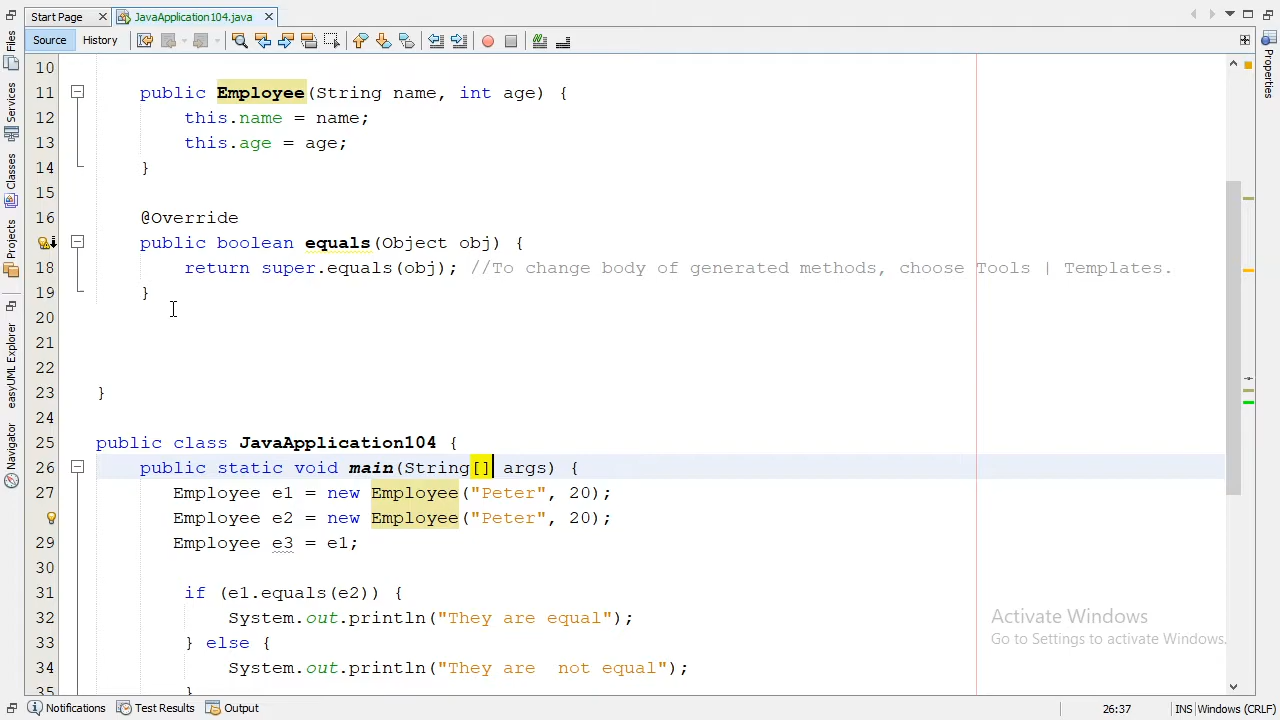 Start Page
JavaApplication104.java
Source
History
Files
Services
Classes
Projects
easyUML Explorer
Navigator
Properties
10
11 public Employee(String name, int age) {
12 this.name = name;
13 this.age = age;
14 }
15
16 @Override
public boolean equals(Object obj) {
18 return super.equals(obj); //To change body of generated methods, choose Tools | Templates.
19 }
20
21
22
23 }
24
25 public class JavaApplication104 {
26 public static void main(String[] args) {
27 Employee e1 = new Employee("Peter", 20);
Employee e2 = new Employee("Peter", 20);
29 Employee e3 = e1;
30
31 if (e1.equals(e2)) {
32 System.out.println("They are equal");
33 } else {
34 System.out.println("They are  not equal");
35 }
Activate Windows
Go to Settings to activate Windows.
Notifications
Test Results
Output
26:37
INS
Windows (CRLF)